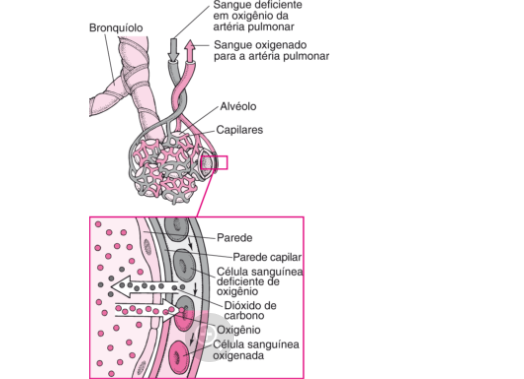 Sangue deficiente
em oxigênio da
artéria pulmonar
Bronquíolo
Sangue oxigenado
para a artéria pulmonar
Alvéolo
Capilares
Parede
Parede capilar
Célula sanguínea
deficiente de
oxigênio
Dióxido de
carbono
Oxigênio
Célula sanguínea
oxigenada